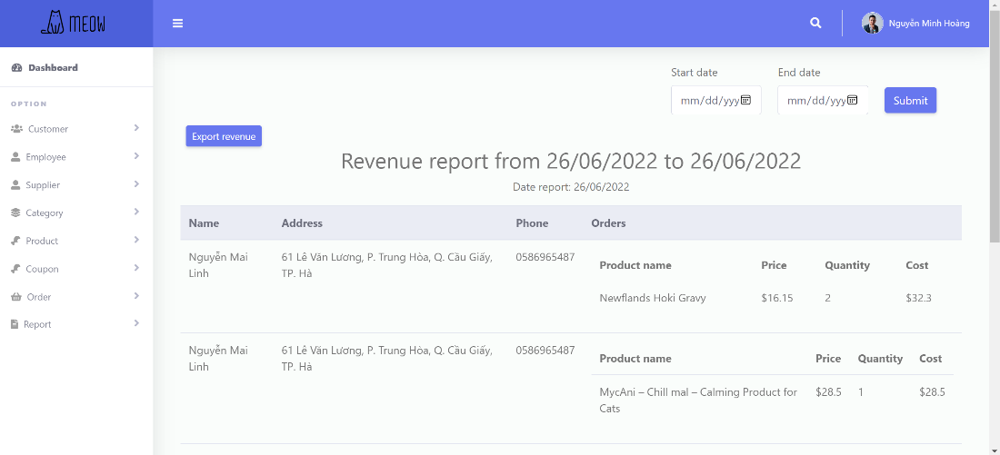 MEOW
Nguyễn Minh Hoàng
Dashboard
OPTION
Customer
Employee
Supplier
Category
Product
Coupon
Order
Report
Start date
End date
mm/dd/yyy
mm/dd/yyy
Submit
Export revenue
Revenue report from 26/06/2022 to 26/06/2022
Date report: 26/06/2022
Name Address Phone Orders
Nguyễn Mai
Linh
61 Lê Văn Lương, P. Trung Hòa, Q. Cầu Giấy,
TP. Hà
0586965487
Product name Price Quantity Cost
Newflands Hoki Gravy $16.15 2 $32.3
Nguyễn Mai
Linh
61 Lê Văn Lương, P. Trung Hòa, Q. Cầu Giấy,
TP. Hà
0586965487
Product name Price Quantity Cost
MycAni – Chill mal – Calming Product for
Cats
$28.5 1 $28.5